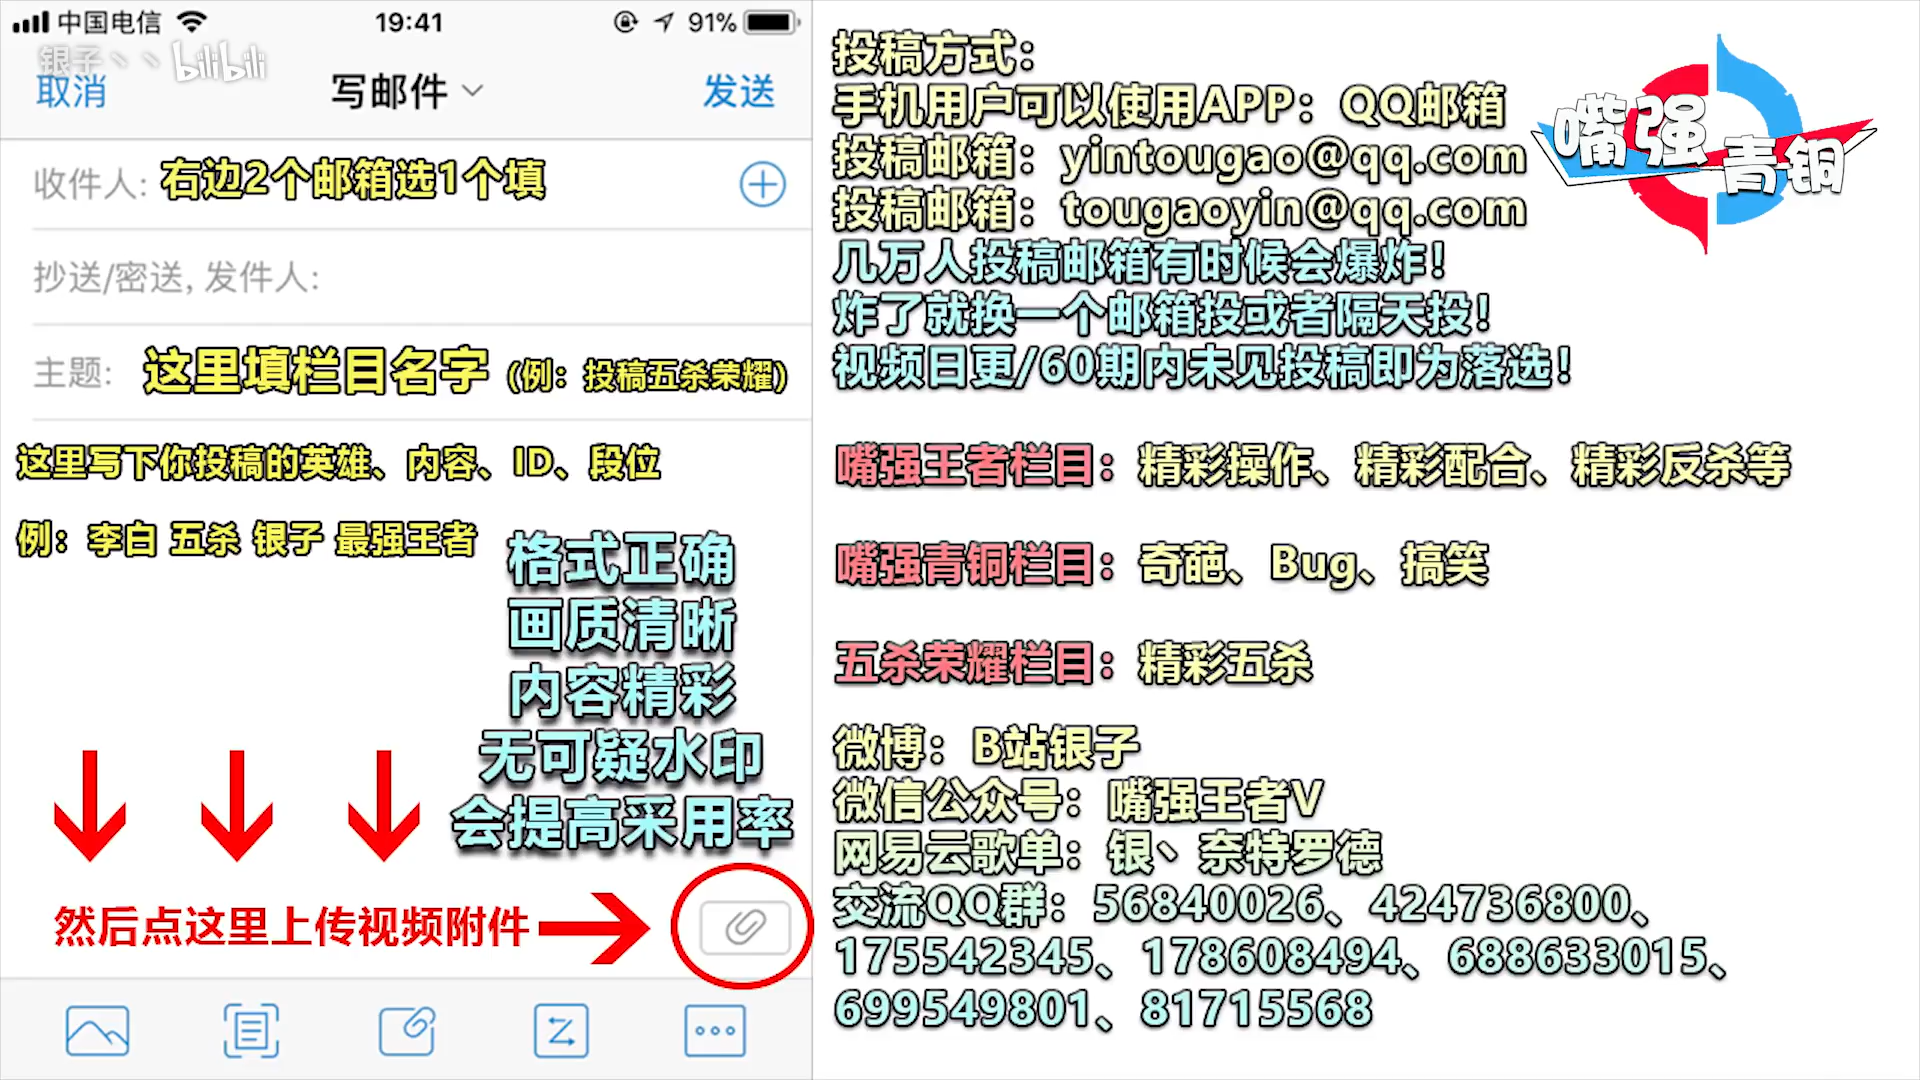 中国电信
19:41
91%
银子丶丶 bilibili
取消
写邮件
发送
收件人: 右边2个邮箱选1个填
抄送/密送, 发件人:
主题: 这里填栏目名字 (例：投稿五杀荣耀)
这里写下你投稿的英雄、内容、ID、段位
例：李白 五杀 银子 最强王者
格式正确
画质清晰
内容精彩
无可疑水印
会提高采用率
然后点这里上传视频附件
投稿方式：
手机用户可以使用APP：QQ邮箱
投稿邮箱：yintougao@qq.com
投稿邮箱：tougaoyin@qq.com
几万人投稿邮箱有时候会爆炸！
炸了就换一个邮箱投或者隔天投！
视频日更/60期内未见投稿即为落选！
嘴强青铜
嘴强王者栏目：精彩操作、精彩配合、精彩反杀等
嘴强青铜栏目：奇葩、Bug、搞笑
五杀荣耀栏目：精彩五杀
微博：B站银子
微信公众号：嘴强王者V
网易云歌单：银丶奈特罗德
交流QQ群：56840026、424736800、
175542345、178608494、688633015、
699549801、81715568